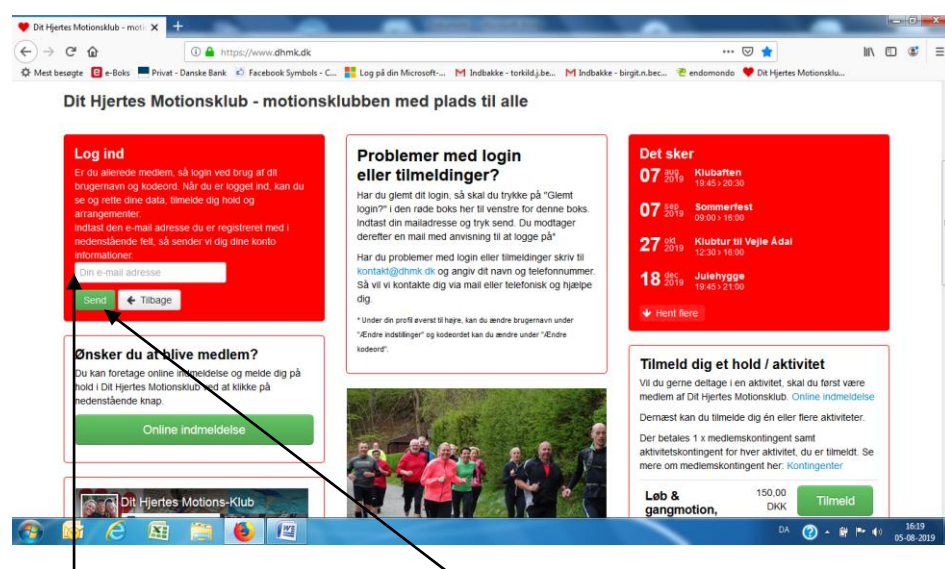 Dit Hjertes Motionsklub - moti
https://www.dhmk.dk
Mest besøgte
e-Boks
Privat - Danske Bank
Facebook Symbols - C...
Log på din Microsoft-...
Indbakke - torkild.j.be...
Indbakke - birgit.n.bec...
endomondo
Dit Hjertes Motionsklu...
Dit Hjertes Motionsklub - motionsklubben med plads til alle
Log ind
Er du allerede medlem, så login ved brug af dit
brugernavn og kodeord. Når du er logget ind, kan du
se og rette dine data, tilmelde dig hold og
arrangementer.
Indtast den e-mail adresse du er registreret med i
nedenstående felt, så sender vi dig dine konto
informationer.
Din e-mail adresse
Send
Tilbage
Ønsker du at blive medlem?
Du kan foretage online indmeldelse og melde dig på
hold i Dit Hjertes Motionsklub ved at klikke på
nedenstående knap.
Online indmeldelse
Dit Hjertes Motions-Klub
Problemer med login
eller tilmeldinger?
Har du glemt dit login, så skal du trykke på "Glemt
login?" i den røde boks her til venstre for denne boks.
Indtast din mailadresse og tryk send. Du modtager
derefter en mail med anvisning til at logge på*
Har du problemer med login eller tilmeldinger skriv til
kontakt@dhmk.dk og angiv dit navn og telefonnummer.
Så vil vi kontakte dig via mail eller telefonisk og hjælpe
dig.
* Under din profil øverst til højre, kan du ændre brugernavn under
"Ændre indstillinger" og kodeordet kan du ændre under "Ændre
kodeord".
Det sker
07 aug 2019 Klubaften
19:45 > 20:30
07 sep 2019 Sommerfest
09:00 > 16:00
27 okt 2019 Klubtur til Vejle Ådal
12:30 > 16:00
18 dec 2019 Julehygge
19:45 > 21:00
Hent flere
Tilmeld dig et hold / aktivitet
Vil du gerne deltage i en aktivitet, skal du først være
medlem af Dit Hjertes Motionsklub. Online indmeldelse
Dernæst kan du tilmelde dig én eller flere aktiviteter.
Der betales 1 x medlemskontingent samt
aktivitetskontingent for hver aktivitet, du er tilmeldt. Se
mere om medlemskontingent her: Kontingenter
Løb &
gangmotion,
150,00
DKK
Tilmeld
DA
16:19
05-08-2019